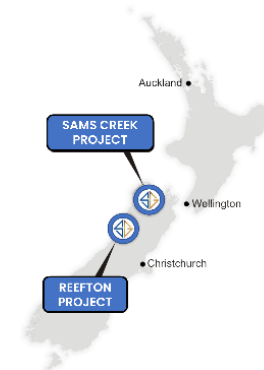 Auckland
SAMS CREEK
PROJECT
Wellington
Christchurch
REEFTON
PROJECT